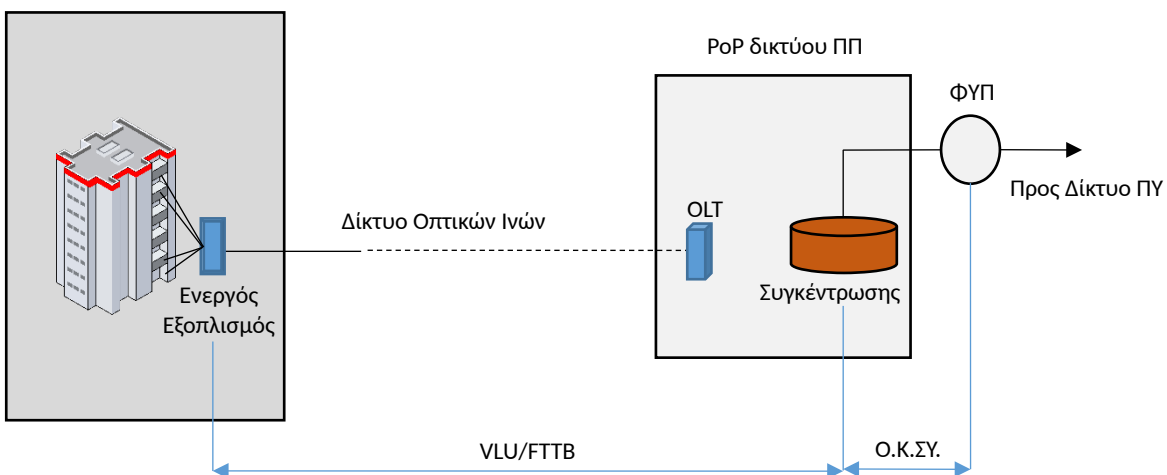 PoP δικτύου ΠΠ
ΦΥΠ
Προς Δίκτυο ΠΥ
OLT
Δίκτυο Οπτικών Ινών
Συγκέντρωσης
Ενεργός
Εξοπλισμός
VLU/FTTB
Ο.Κ.ΣΥ.